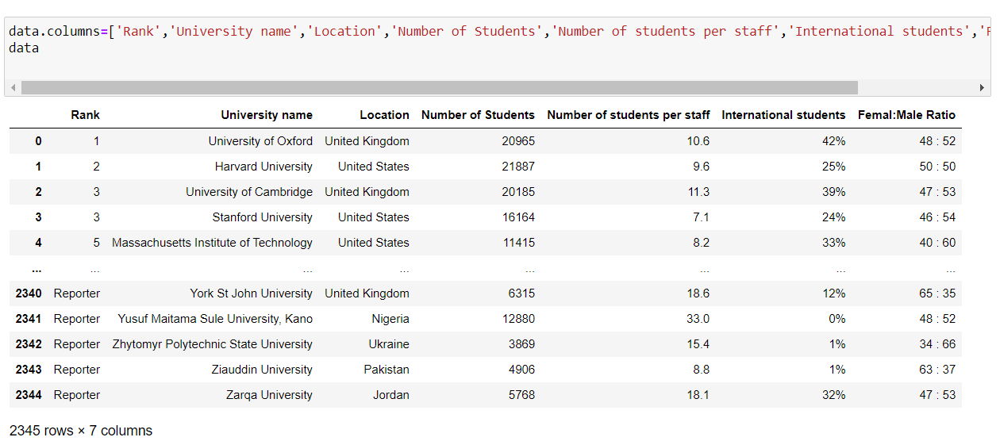 data.columns=['Rank','University name','Location','Number of Students','Number of students per staff','International students','F
data
Rank University name Location Number of Students Number of students per staff International students Femal:Male Ratio
0 1 University of Oxford United Kingdom 20965 10.6 42% 48 : 52
1 2 Harvard University United States 21887 9.6 25% 50 : 50
2 3 University of Cambridge United Kingdom 20185 11.3 39% 47 : 53
3 3 Stanford University United States 16164 7.1 24% 46 : 54
4 5 Massachusetts Institute of Technology United States 11415 8.2 33% 40 : 60
... ... ... ... ... ... ... ...
2340 Reporter York St John University United Kingdom 6315 18.6 12% 65 : 35
2341 Reporter Yusuf Maitama Sule University, Kano Nigeria 12880 33.0 0% 48 : 52
2342 Reporter Zhytomyr Polytechnic State University Ukraine 3869 15.4 1% 34 : 66
2343 Reporter Ziauddin University Pakistan 4906 8.8 1% 63 : 37
2344 Reporter Zarqa University Jordan 5768 18.1 32% 47 : 53
2345 rows × 7 columns